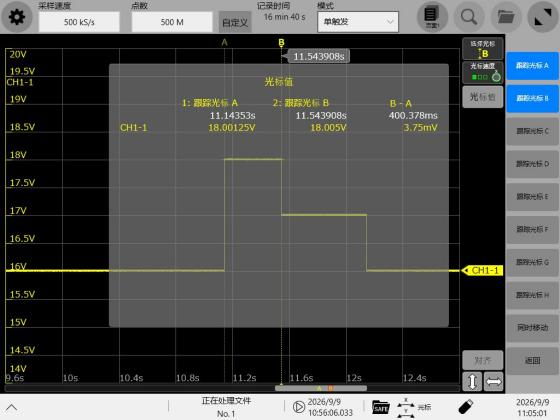 采样速度
点数
记录时间
模式
500 kS/s
500 M
自定义
16 min 40 s
单触发
页面1
A
B
11.543908s
20V
19.5V
CH1-1
19V
18.5V
18V
17.5V
17V
16.5V
16V
15.5V
15V
14.5V
14V
光标值
1: 跟踪光标 A
2: 跟踪光标 B
B - A
11.14353s
11.543908s
400.378ms
CH1-1
18.00125V
18.005V
3.75mV
CH1-1
9.6s
10s
10.4s
10.8s
11.2s
11.6s
12s
12.4s
A
B
选择光标
B
光标速度
光标值
对齐
跟踪光标 A
跟踪光标 B
跟踪光标 C
跟踪光标 D
跟踪光标 E
跟踪光标 F
跟踪光标 G
跟踪光标 H
同时移动
返回
正在处理文件
No. 1
2026/9/9
10:56:06.033
SAFE
X
Y
光标
2026/9/9
11:05:01